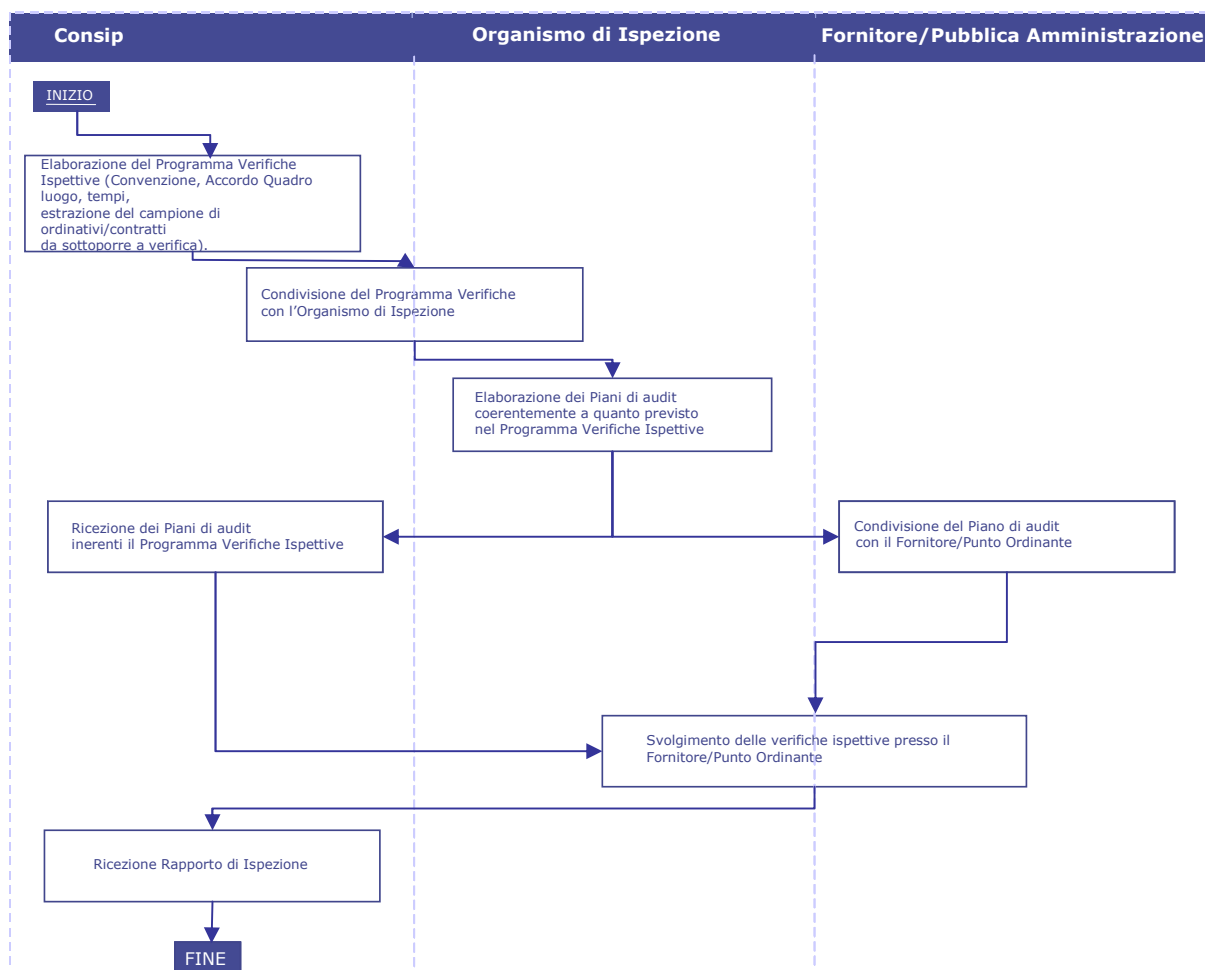 Consip
Organismo di Ispezione
Fornitore/Pubblica Amministrazione
INIZIO
Elaborazione del Programma Verifiche
Ispettive (Convenzione, Accordo Quadro
luogo, tempi,
estrazione del campione di
ordinativi/contratti
da sottoporre a verifica).
Condivisione del Programma Verifiche
con l’Organismo di Ispezione
Elaborazione dei Piani di audit
coerentemente a quanto previsto
nel Programma Verifiche Ispettive
Ricezione dei Piani di audit
inerenti il Programma Verifiche Ispettive
Condivisione del Piano di audit
con il Fornitore/Punto Ordinante
Svolgimento delle verifiche ispettive presso il
Fornitore/Punto Ordinante
Ricezione Rapporto di Ispezione
FINE